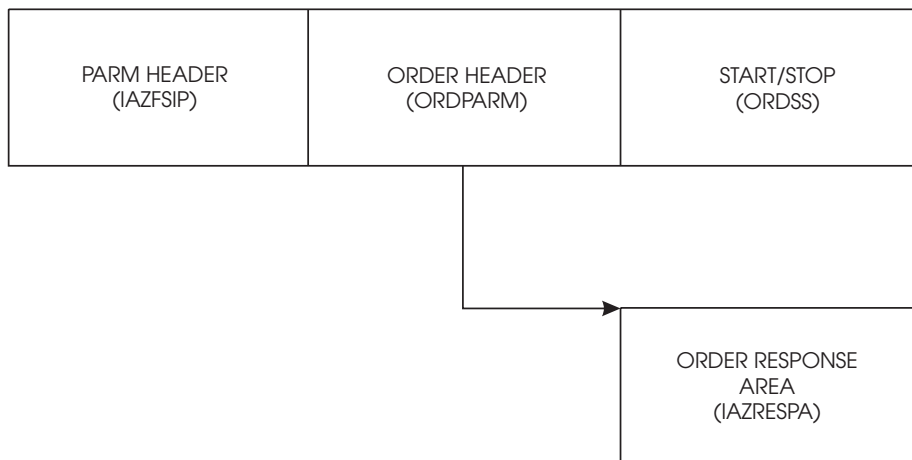 PARM HEADER
(IAZFSIP)
ORDER HEADER
(ORDPARM)
START/STOP
(ORDSS)
ORDER RESPONSE
AREA
(IAZRESPA)